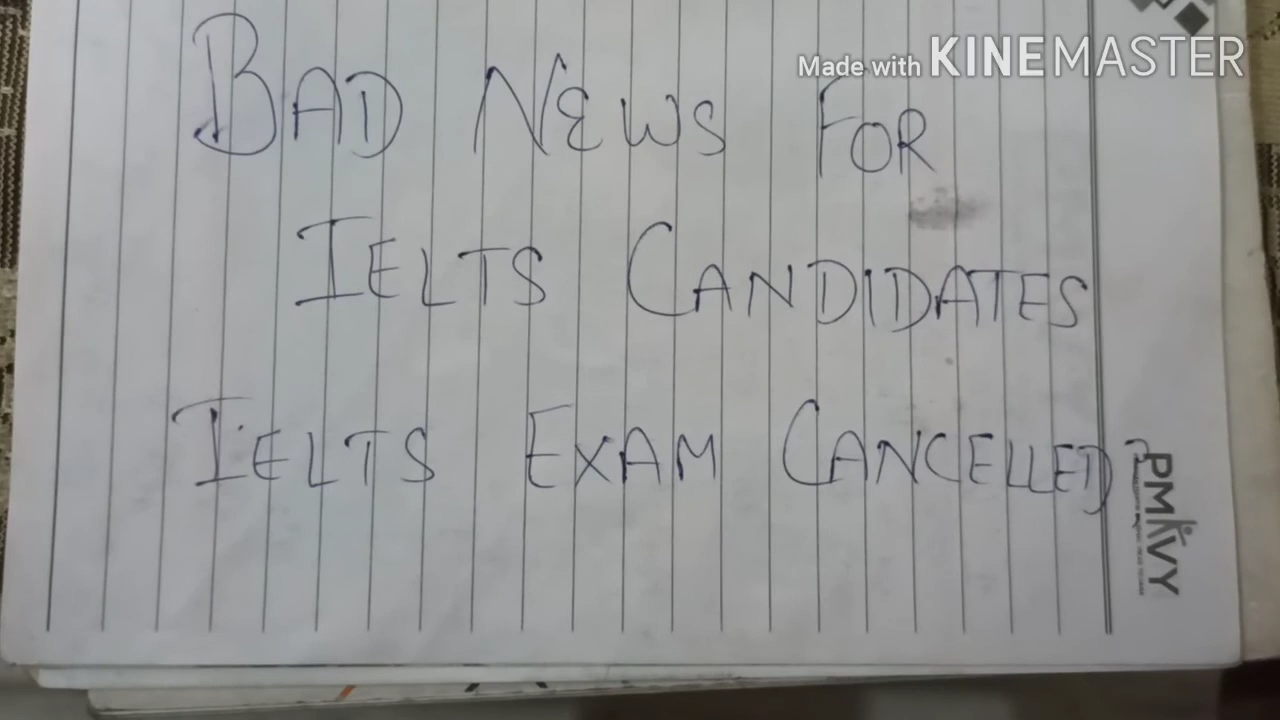 Made with KINEMASTER
BAD NEWS FOR
IELTS CANDIDATES
IELTS EXAM CANCELLED
PMKVY